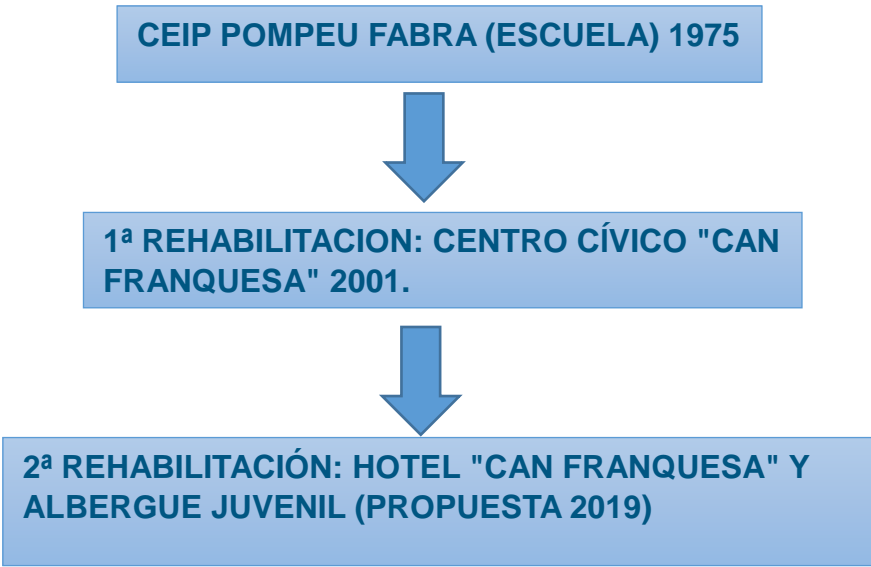 CEIP POMPEU FABRA (ESCUELA) 1975
1ª REHABILITACION: CENTRO CÍVICO "CAN
FRANQUESA" 2001.
2ª REHABILITACIÓN: HOTEL "CAN FRANQUESA" Y
ALBERGUE JUVENIL (PROPUESTA 2019)